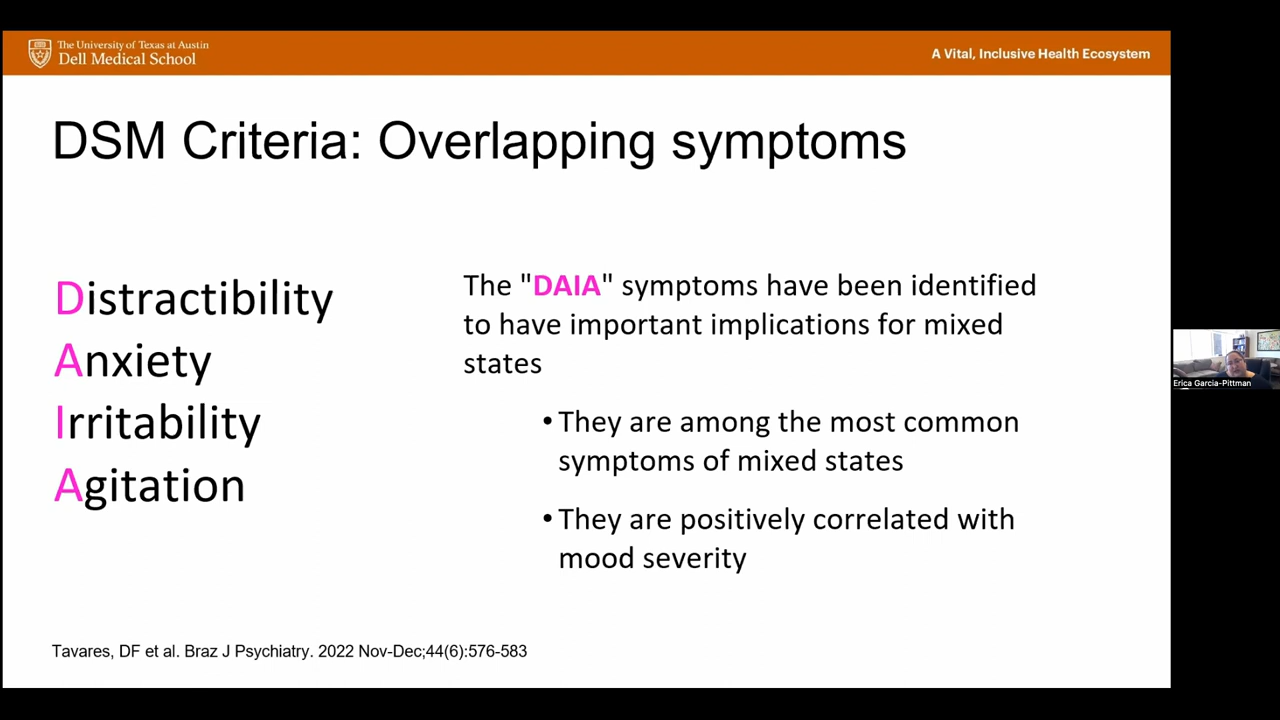 The University of Texas at Austin
Dell Medical School
A Vital, Inclusive Health Ecosystem
DSM Criteria: Overlapping symptoms
Distractibility
Anxiety
Irritability
Agitation
The "DAIA" symptoms have been identified
to have important implications for mixed
states
• They are among the most common
symptoms of mixed states
• They are positively correlated with
mood severity
Tavares, DF et al. Braz J Psychiatry. 2022 Nov-Dec;44(6):576-583
Erica Garcia-Pittman